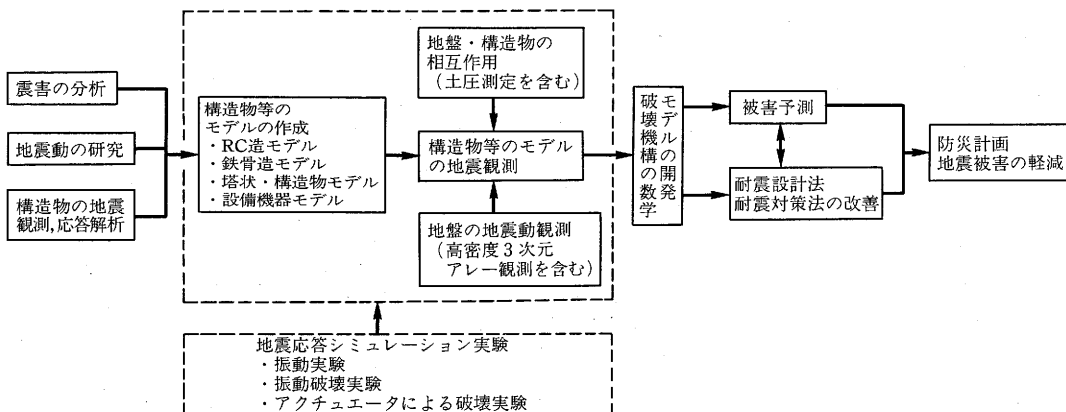 震害の分析
地震動の研究
構造物の地震
観測,応答解析
構造物等の
モデルの作成
・RC造モデル
・鉄骨造モデル
・塔状・構造物モデル
・設備機器モデル
地盤・構造物の
相互作用
(土圧測定を含む)
構造物等のモデル
の地震観測
地盤の地震動観測
(高密度3次元
アレー観測を含む)
破壊機構の数学
モデルの開発
被害予測
耐震設計法
耐震対策法の改善
防災計画
地震被害の軽減
地震応答シミュレーション実験
・振動実験
・振動破壊実験
・アクチュエータによる破壊実験